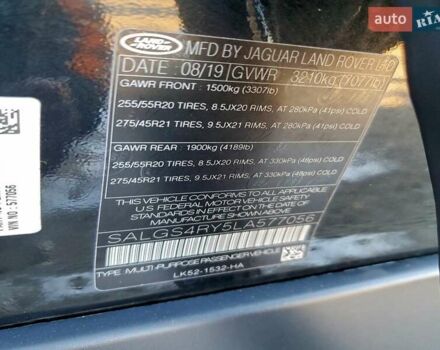 RIA
LAND ROVER
MFD BY JAGUAR LAND ROVER LRC
DATE : 08/19 GVWR 3210kg (7077lb)
GAWR FRONT : 1500kg (3307lb)
255/55R20 TIRES, 8.5JX20 RIMS, AT 280kPa (41psi) COLD
275/45R21 TIRES, 9.5JX21 RIMS, AT 280kPa (41psi) COLD
GAWR REAR : 1900kg (4189lb)
255/55R20 TIRES, 8.5JX20 RIMS, AT 330kPa (48psi) COLD
275/45R21 TIRES, 9.5JX21 RIMS, AT 330kPa (48psi) COLD
THIS VEHICLE CONFORMS TO ALL APPLICABLE
VEHICLE SAFETY STANDARDS IN EFFECT ON THE DATE
OF MANUFACTURE SHOWN ABOVE.
SALGS4RY5LA577056
TYPE: MULTI-PURPOSE PASSENGER VEHICLE
LK52-1532-HA
VIN NO : 577056